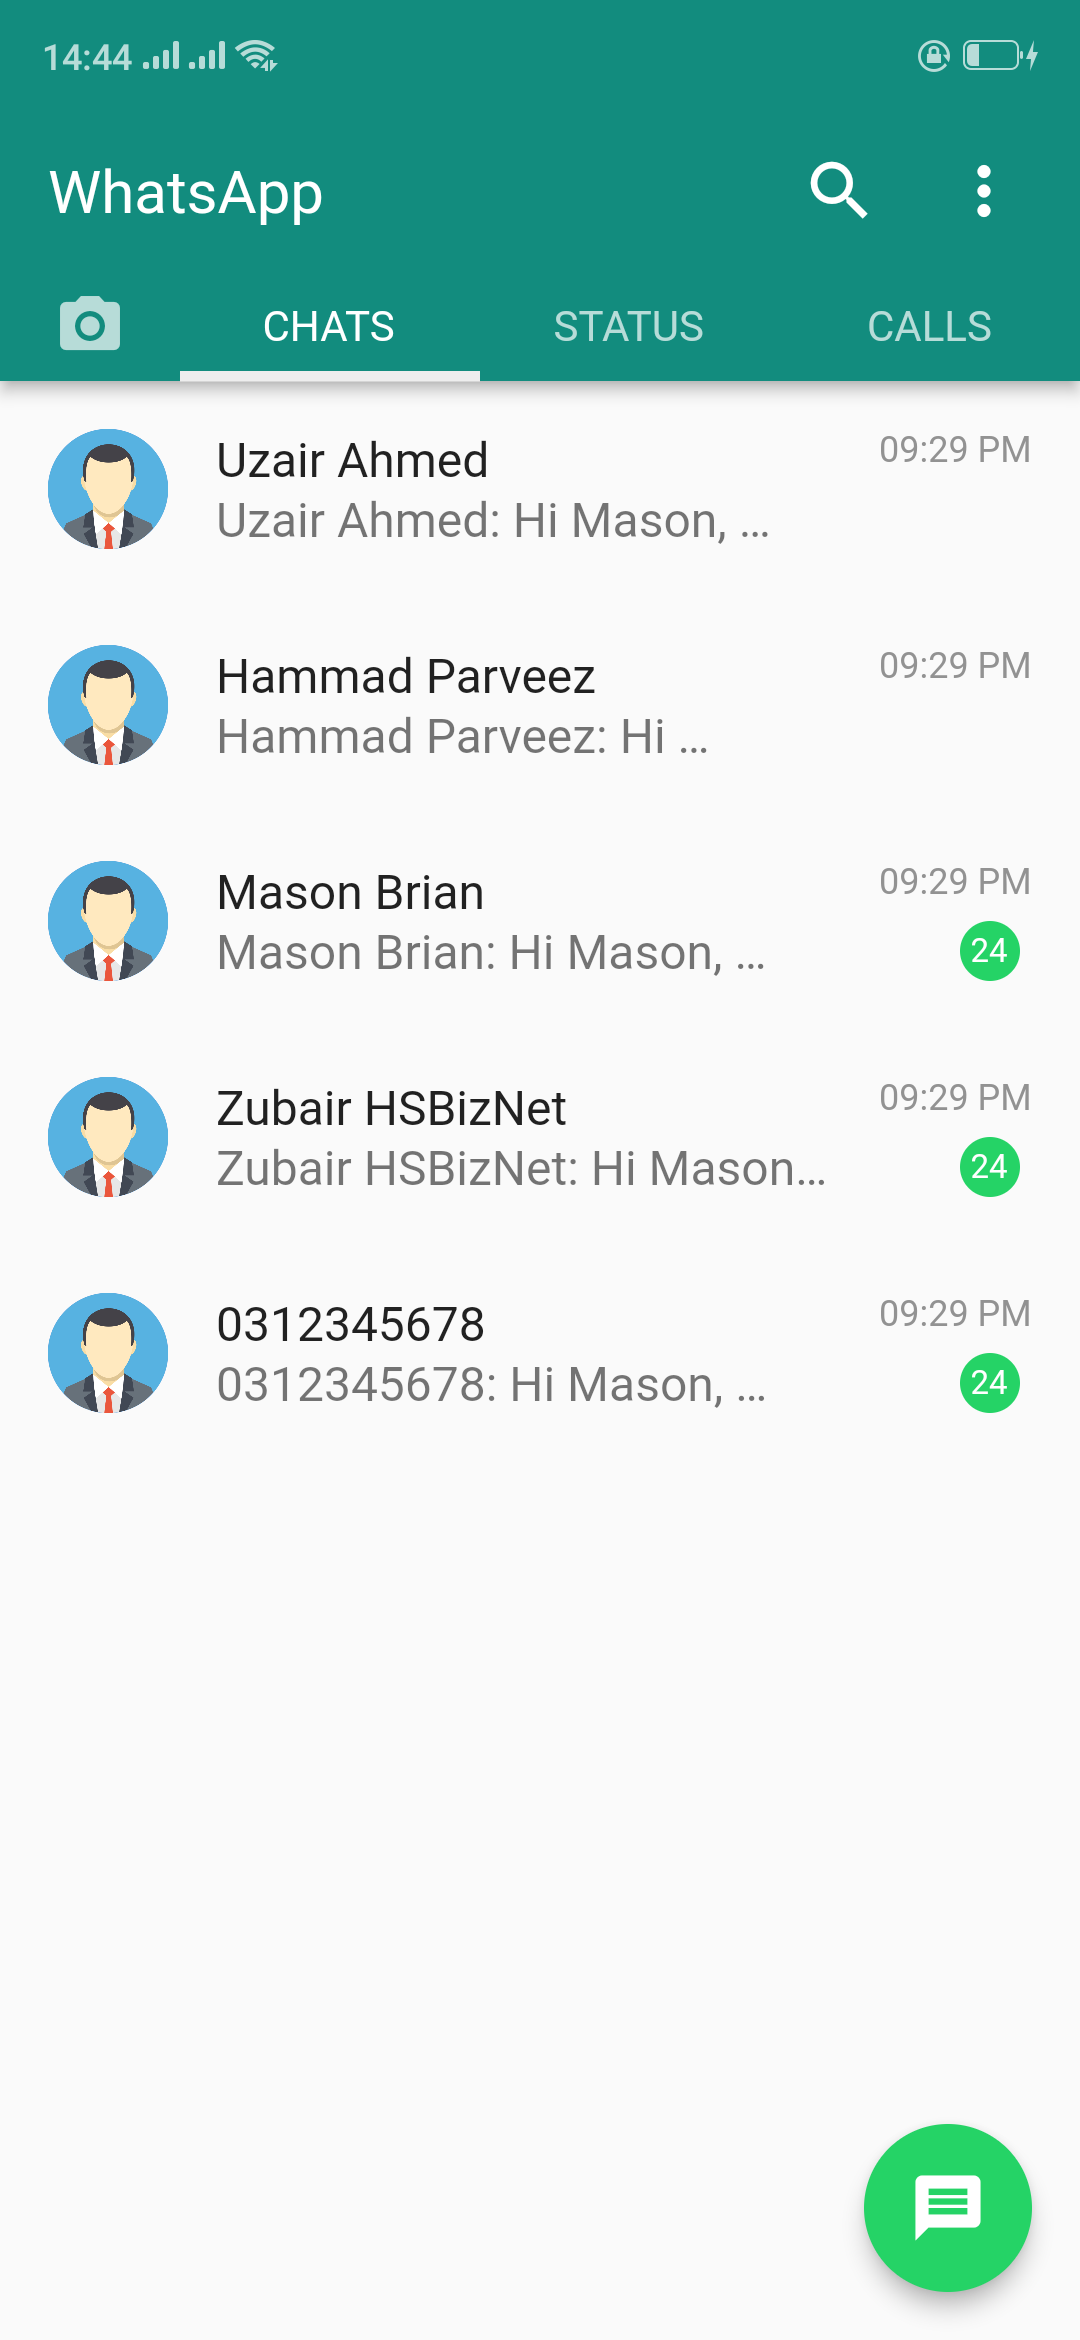 14:44
WhatsApp
CHATS STATUS CALLS
Uzair Ahmed 09:29 PM
Uzair Ahmed: Hi Mason, ...
Hammad Parveez 09:29 PM
Hammad Parveez: Hi ...
Mason Brian 09:29 PM
Mason Brian: Hi Mason, ... 24
Zubair HSBizNet 09:29 PM
Zubair HSBizNet: Hi Mason... 24
0312345678 09:29 PM
0312345678: Hi Mason, ... 24